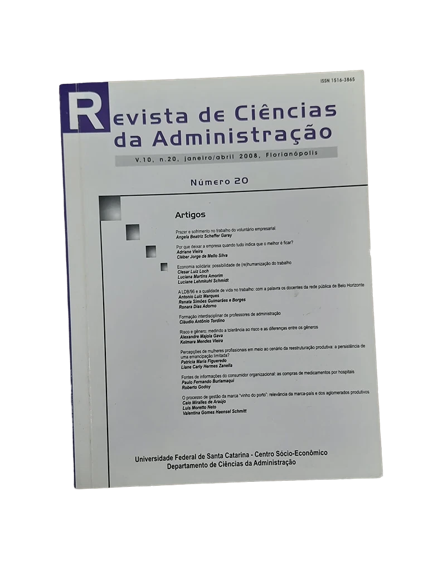 ISSN 1516-3865
Revista de Ciências
da Administração
V.10, n.20, janeiro/abril 2008, Florianópolis
Número 20
Artigos
Prazer e sofrimento no trabalho do voluntário empresarial
Angela Beatriz Scheffer Garay
Por que deixar a empresa quando tudo indica que o melhor é ficar?
Adriane Vieira
Cléber Jorge de Mello Silva
Economia solidária: possibilidade de (re)humanização do trabalho
Cleser Luiz Loch
Luciana Martins Amorim
Luciane Lehmkuhl Schmidt
A LDB/96 e a qualidade de vida no trabalho: com a palavra os docentes da rede pública de Belo Horizonte
Antonio Luiz Marques
Renata Simões Guimarães e Borges
Ronara Dias Adorno
Formação interdisciplinar de professores de administração
Cláudio Antônio Tordino
Risco e gênero: medindo a tolerância ao risco e as diferenças entre os gêneros
Alexandre Majola Gava
Kelmara Mendes Vieira
Percepções de mulheres profissionais em meio ao cenário da reestruturação produtiva: a persistência de
uma emancipação limitada?
Patrícia Maria Figueredo
Liane Carly Hermes Zanella
Fontes de informações do consumidor organizacional: as compras de medicamentos por hospitais
Paulo Fernando Burlamaqui
Roberto Godoy
O processo de gestão da marca "vinho do porto": relevância da marca-país e dos aglomerados produtivos
Caio Miralles de Araújo
Luis Moretto Neto
Valentina Gomes Haensel Schmitt
Universidade Federal de Santa Catarina - Centro Sócio-Econômico
Departamento de Ciências da Administração